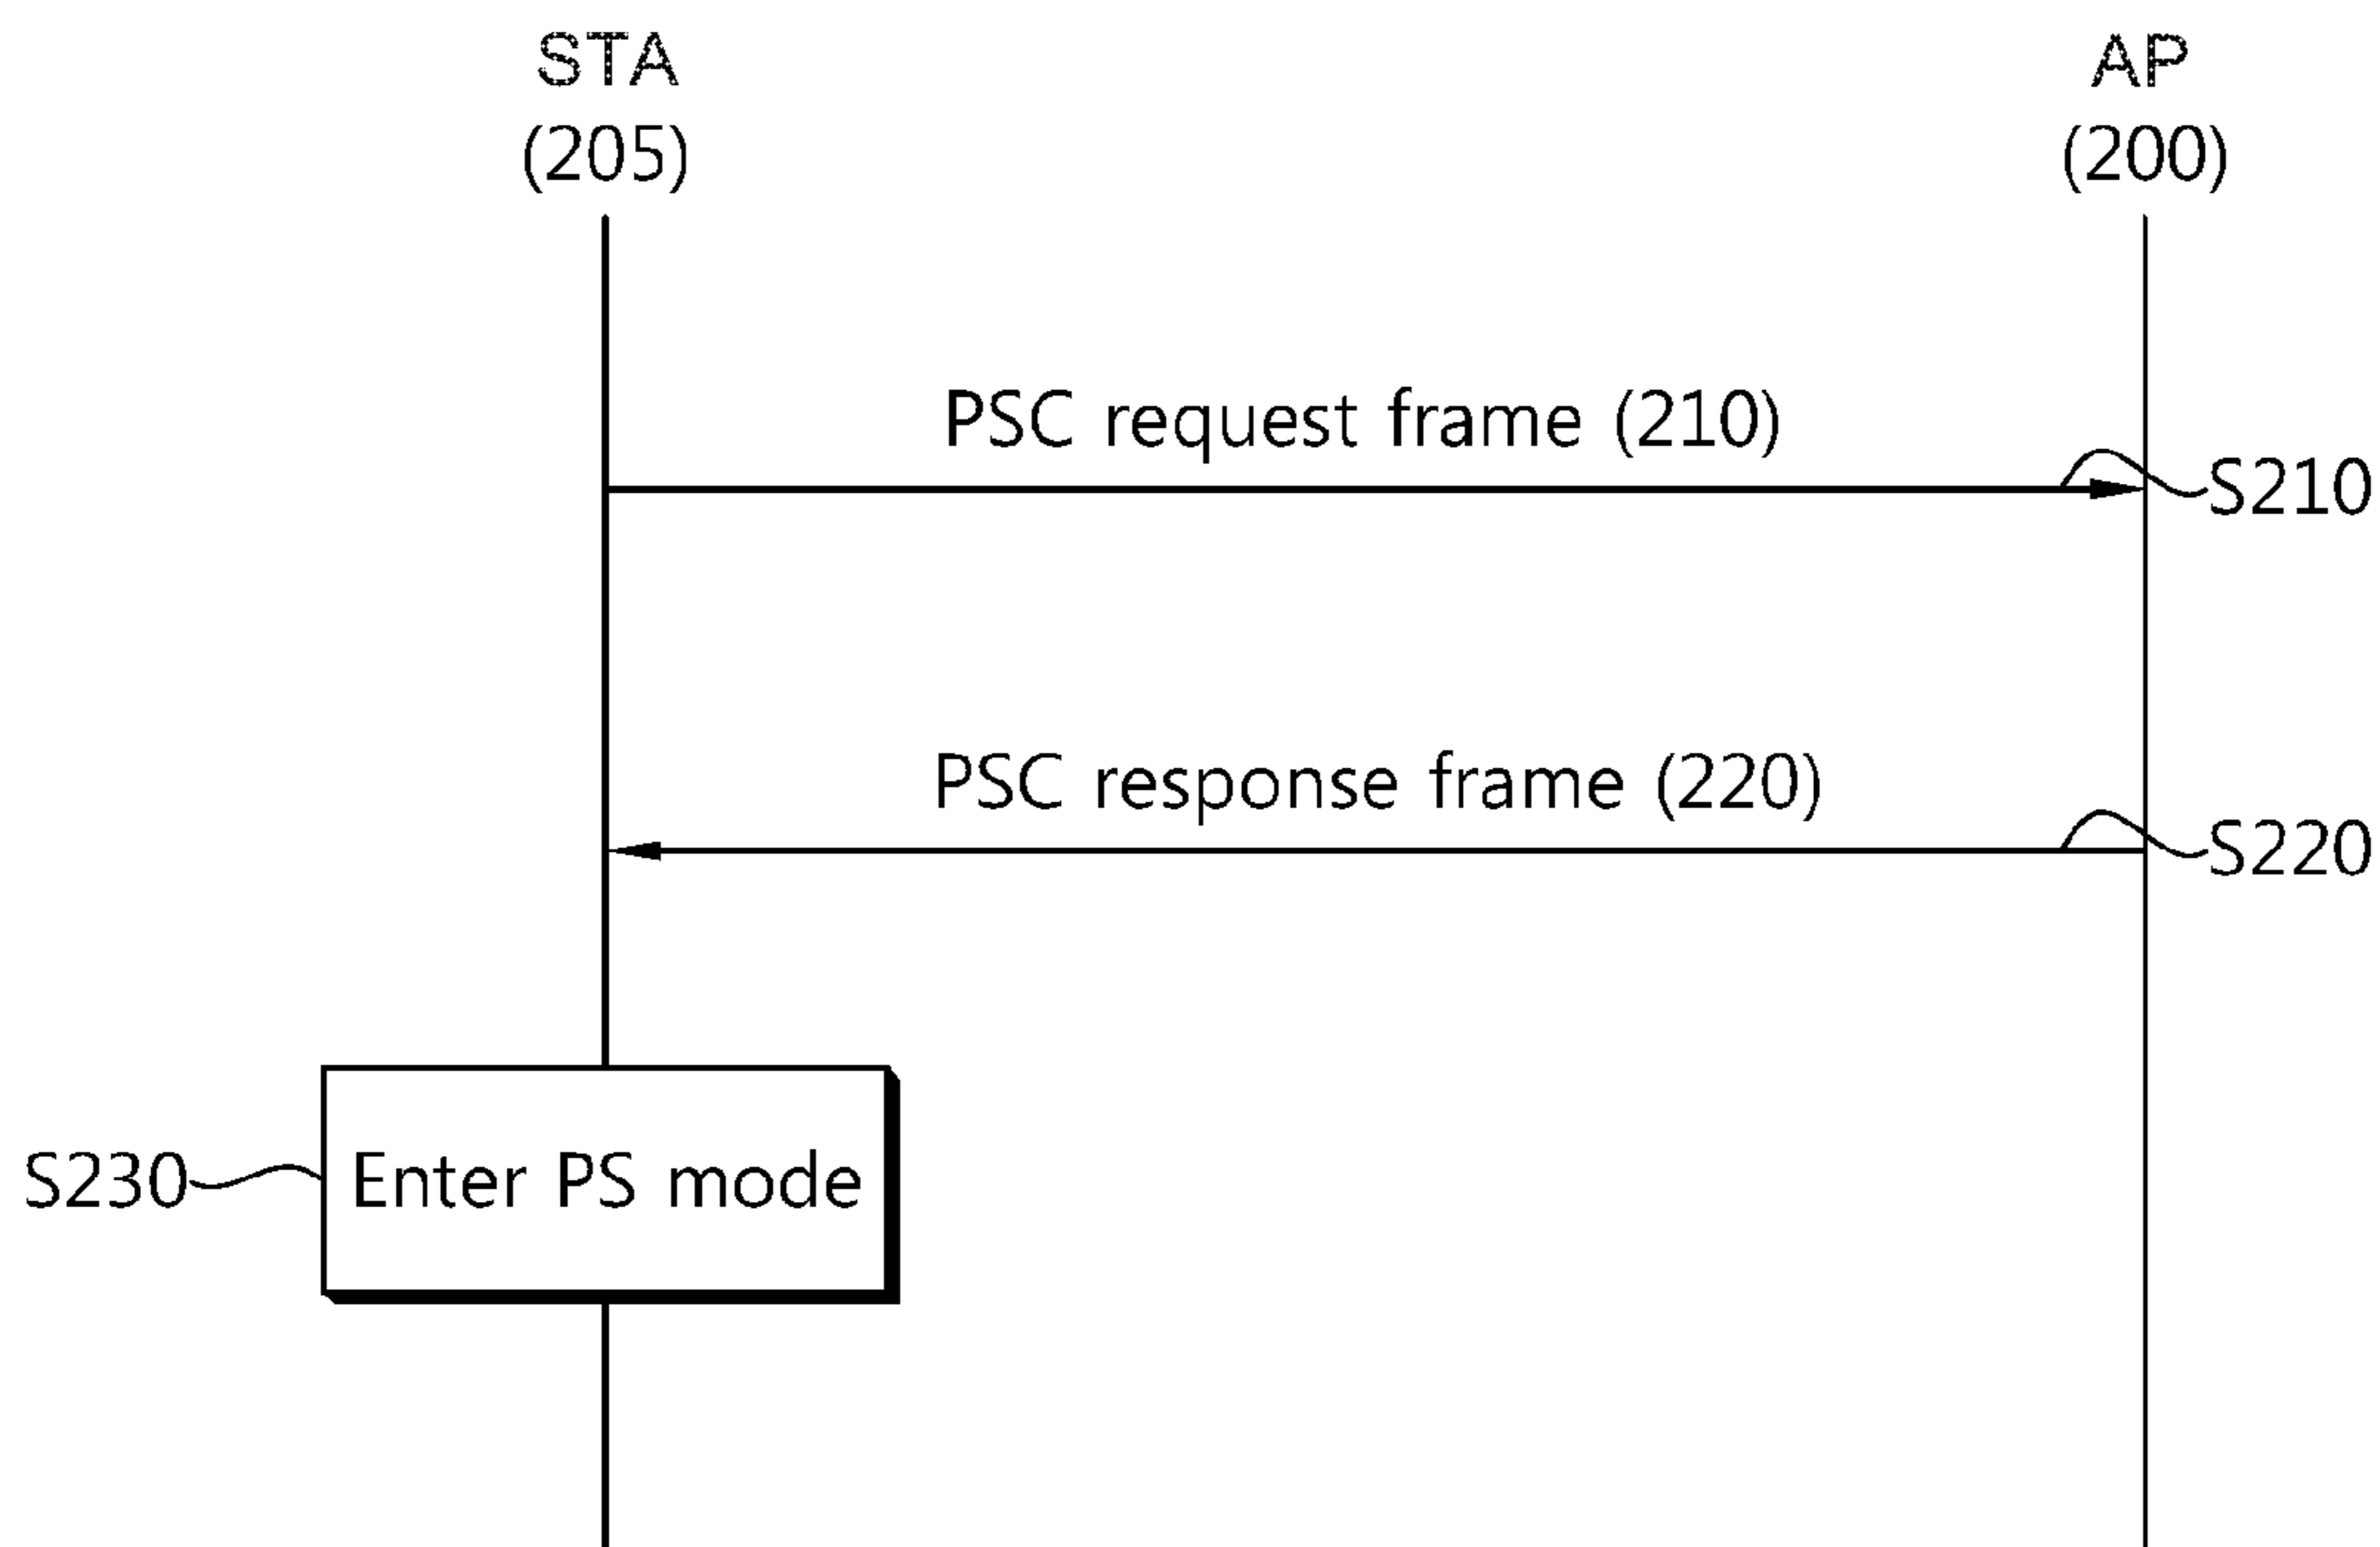 STA
(205)
AP
(200)
PSC request frame (210)
S210
PSC response frame (220)
S220
S230
Enter PS mode